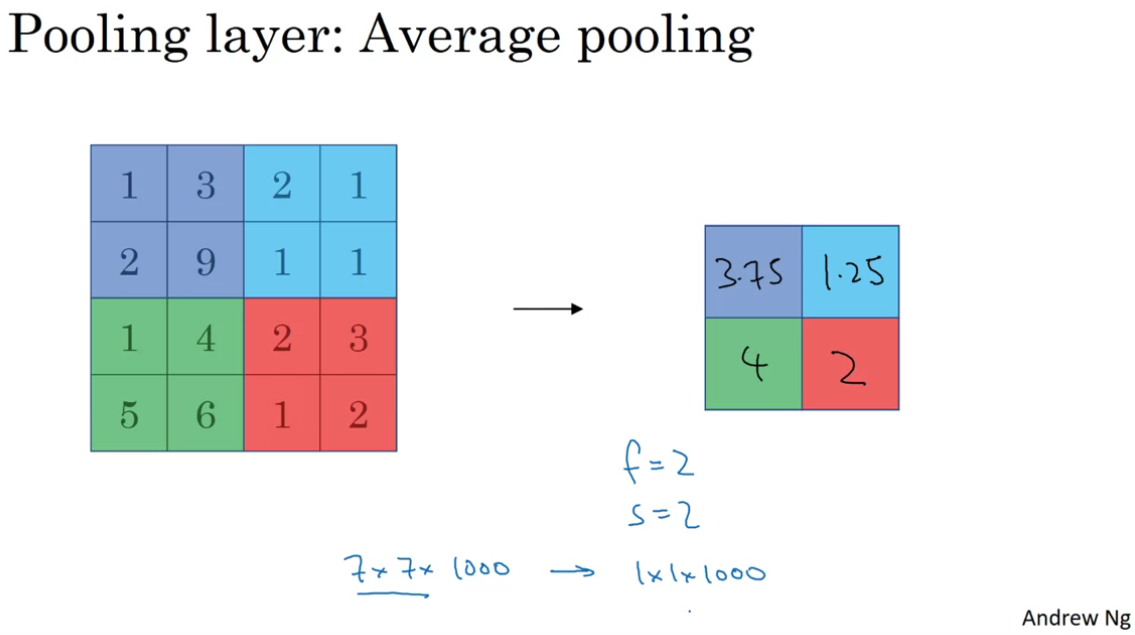 Pooling layer: Average pooling
1 3 2 1
2 9 1 1
1 4 2 3
5 6 1 2
3.75 1.25
4 2
f=2
s=2
7×7×1000 → 1×1×1000
Andrew Ng